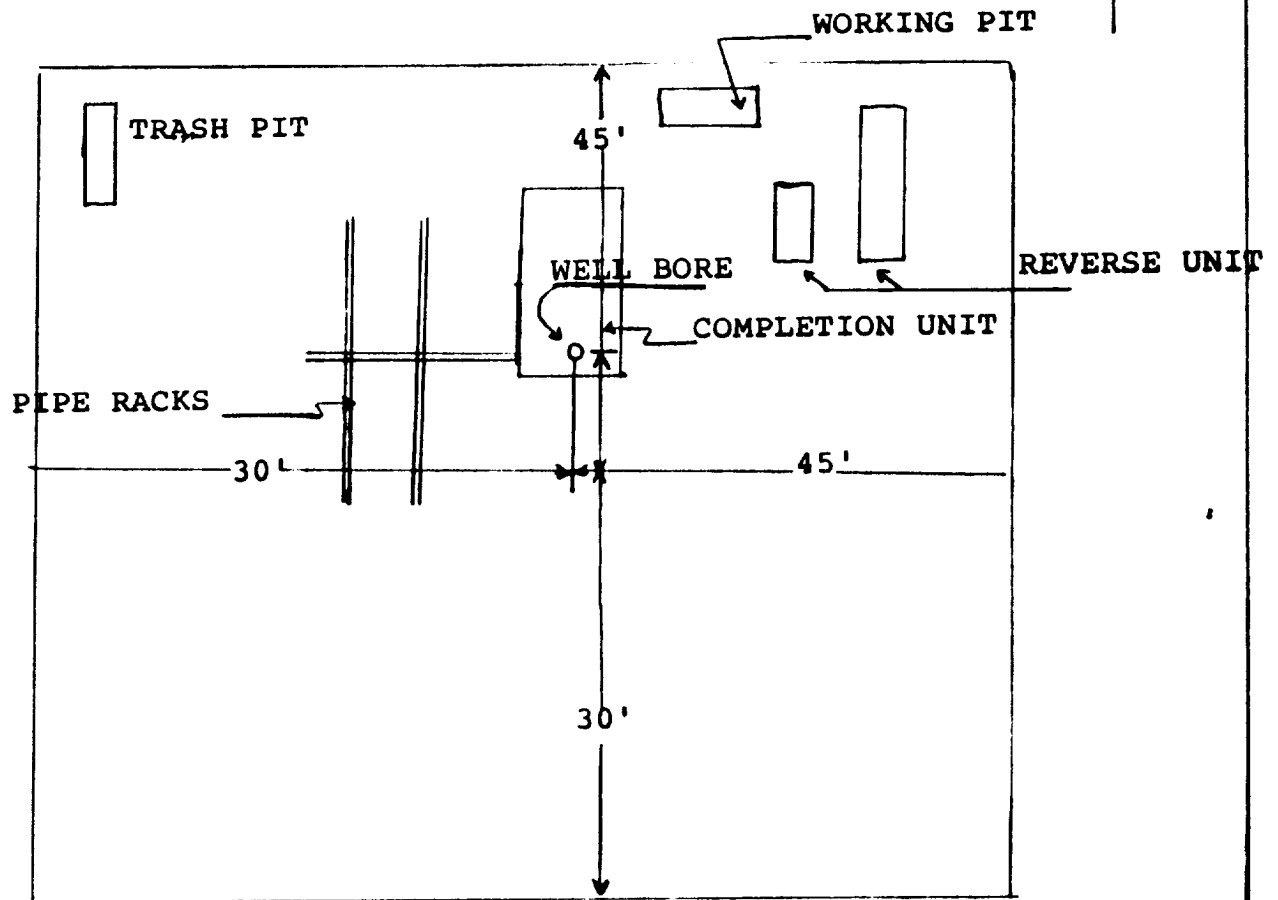 WORKING PIT
TRASH PIT
45'
WELL BORE
REVERSE UNIT
COMPLETION UNIT
PIPE RACKS
30'
45'
30'